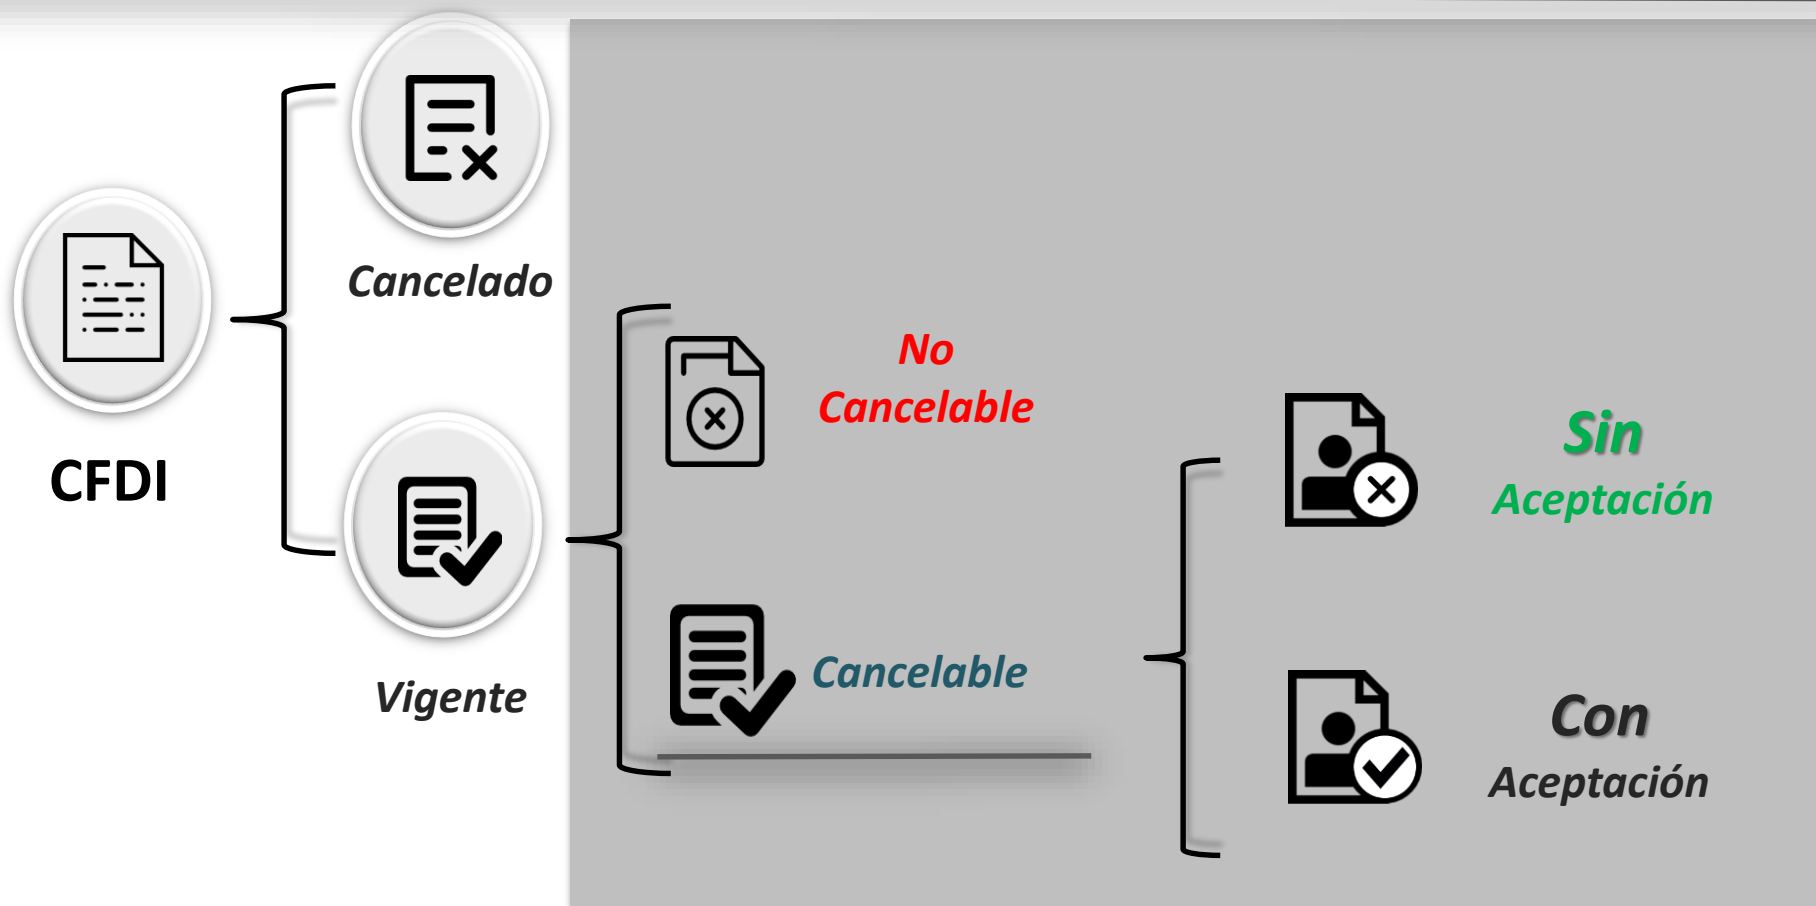 CFDI
Cancelado
Vigente
No
Cancelable
Cancelable
Sin
Aceptación
Con
Aceptación